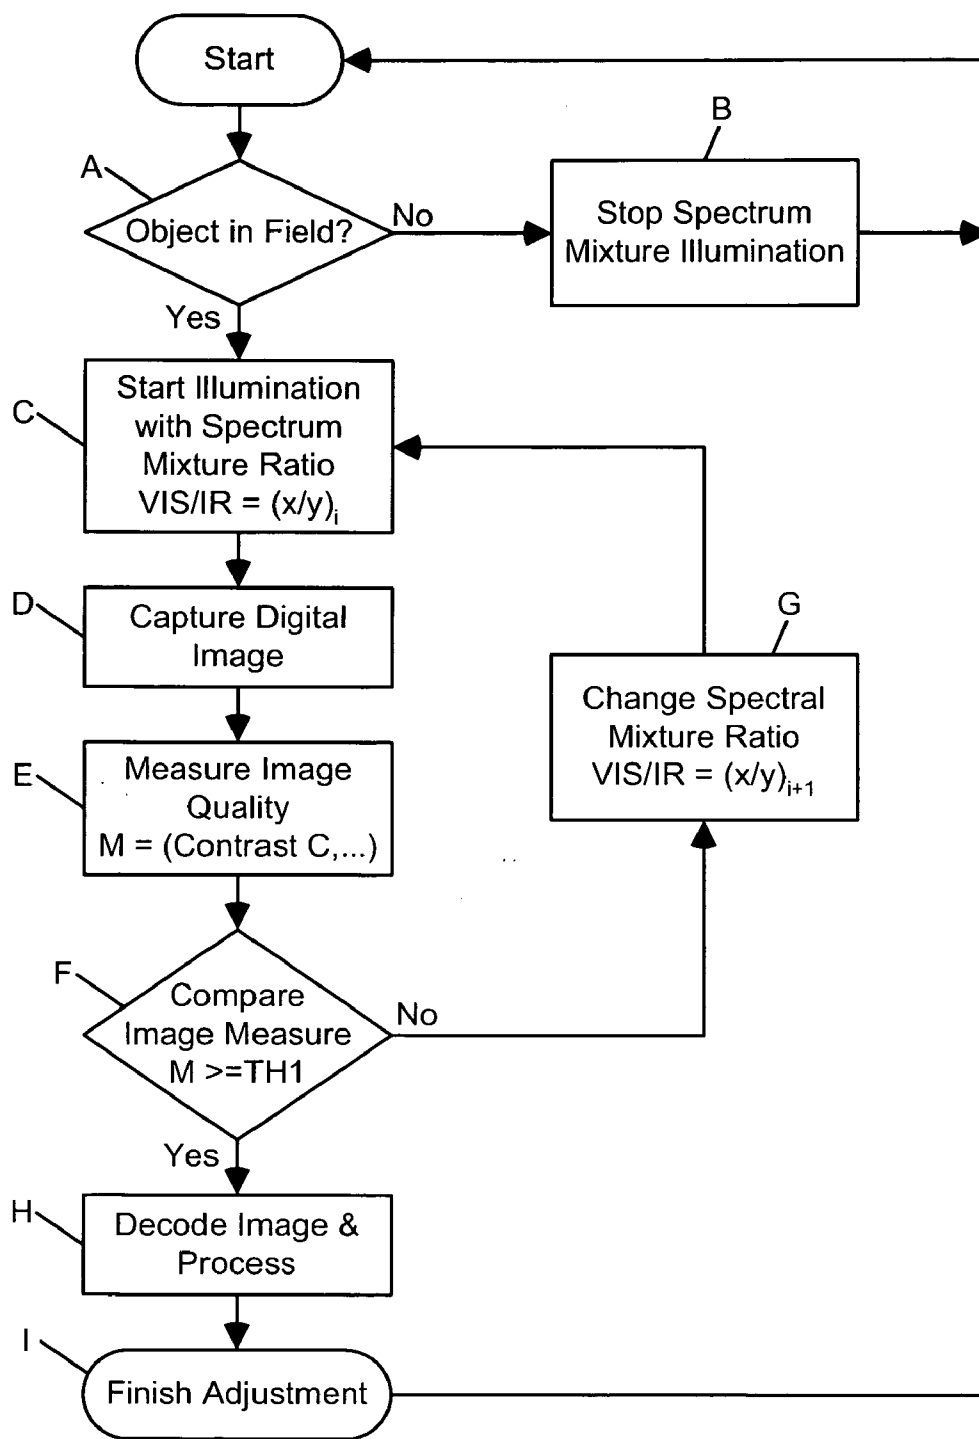 Start
A
Object in Field?
No
B
Stop Spectrum
Mixture Illumination
Yes
C
Start Illumination
with Spectrum
Mixture Ratio
VIS/IR = (x/y)i
D
Capture Digital
Image
G
Change Spectral
Mixture Ratio
VIS/IR = (x/y)i+1
E
Measure Image
Quality
M = (Contrast C,...)
F
Compare
Image Measure
M >=TH1
No
Yes
H
Decode Image &
Process
I
Finish Adjustment